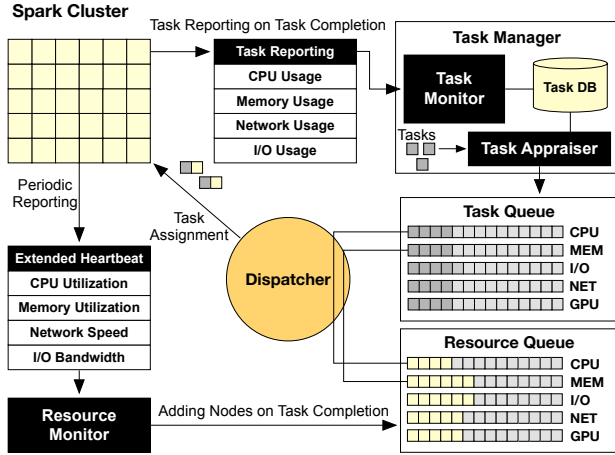 Spark Cluster
Task Reporting on Task Completion
Task Reporting
CPU Usage
Memory Usage
Network Usage
I/O Usage
Task Manager
Task
Monitor
Task DB
Tasks
Task Appraiser
Periodic
Reporting
Task
Assignment
Dispatcher
Extended Heartbeat
CPU Utilization
Memory Utilization
Network Speed
I/O Bandwidth
Resource
Monitor
Adding Nodes on Task Completion
Task Queue
CPU
MEM
I/O
NET
GPU
Resource Queue
CPU
MEM
I/O
NET
GPU